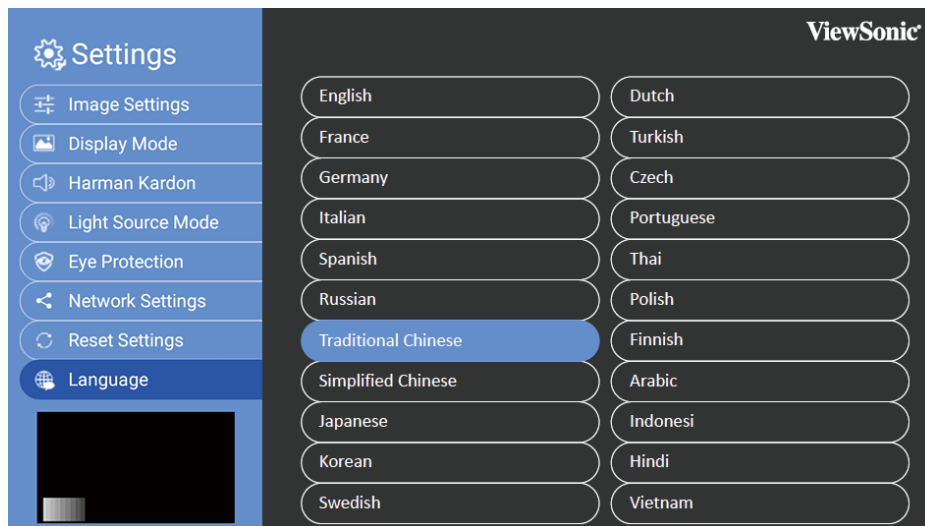 ViewSonic
Settings
Image Settings
Display Mode
Harman Kardon
Light Source Mode
Eye Protection
Network Settings
Reset Settings
Language
English
France
Germany
Italian
Spanish
Russian
Traditional Chinese
Simplified Chinese
Japanese
Korean
Swedish
Dutch
Turkish
Czech
Portuguese
Thai
Polish
Finnish
Arabic
Indonesi
Hindi
Vietnam